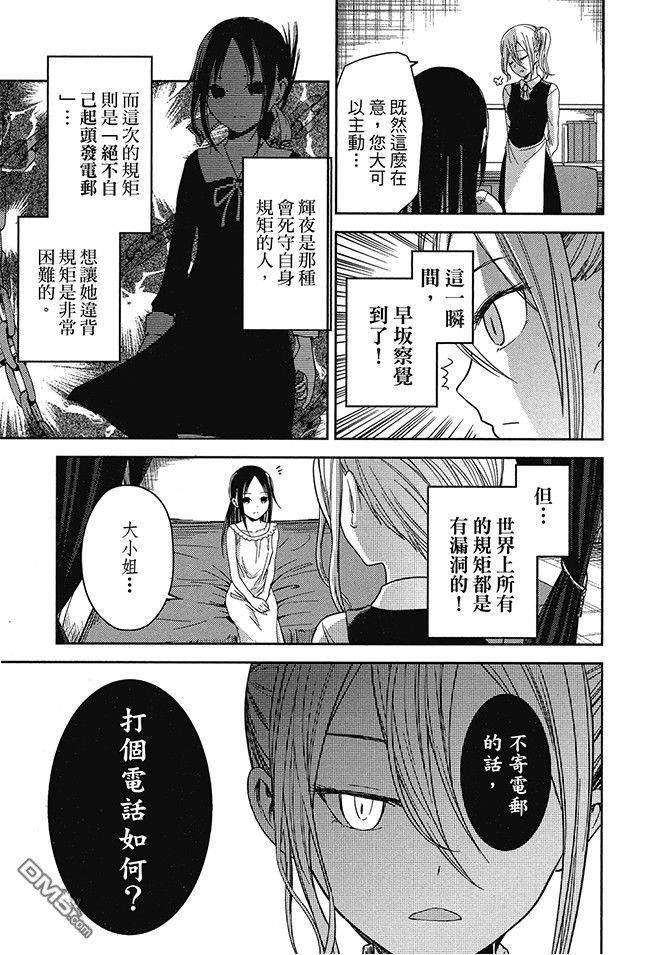 既然這麼在
意，您大可
以主動…
這一瞬
間，
早坂察覺
到了！
輝夜是那種
會死守自身
規矩的人，
而這次的規矩
則是「絕不自
己起頭發電郵
」…
想讓她違背
規矩是非常
困難的。
但…
世界上所有
的規矩都是
有漏洞的！
大小姐…
不寄電郵
的話，
打個電話如何？